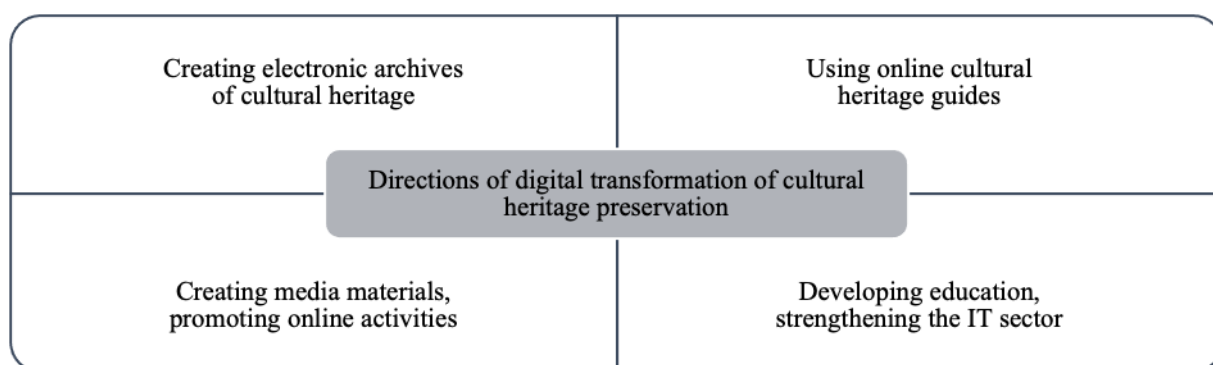 Creating electronic archives
of cultural heritage
Using online cultural
heritage guides
Directions of digital transformation of cultural
heritage preservation
Creating media materials,
promoting online activities
Developing education,
strengthening the IT sector